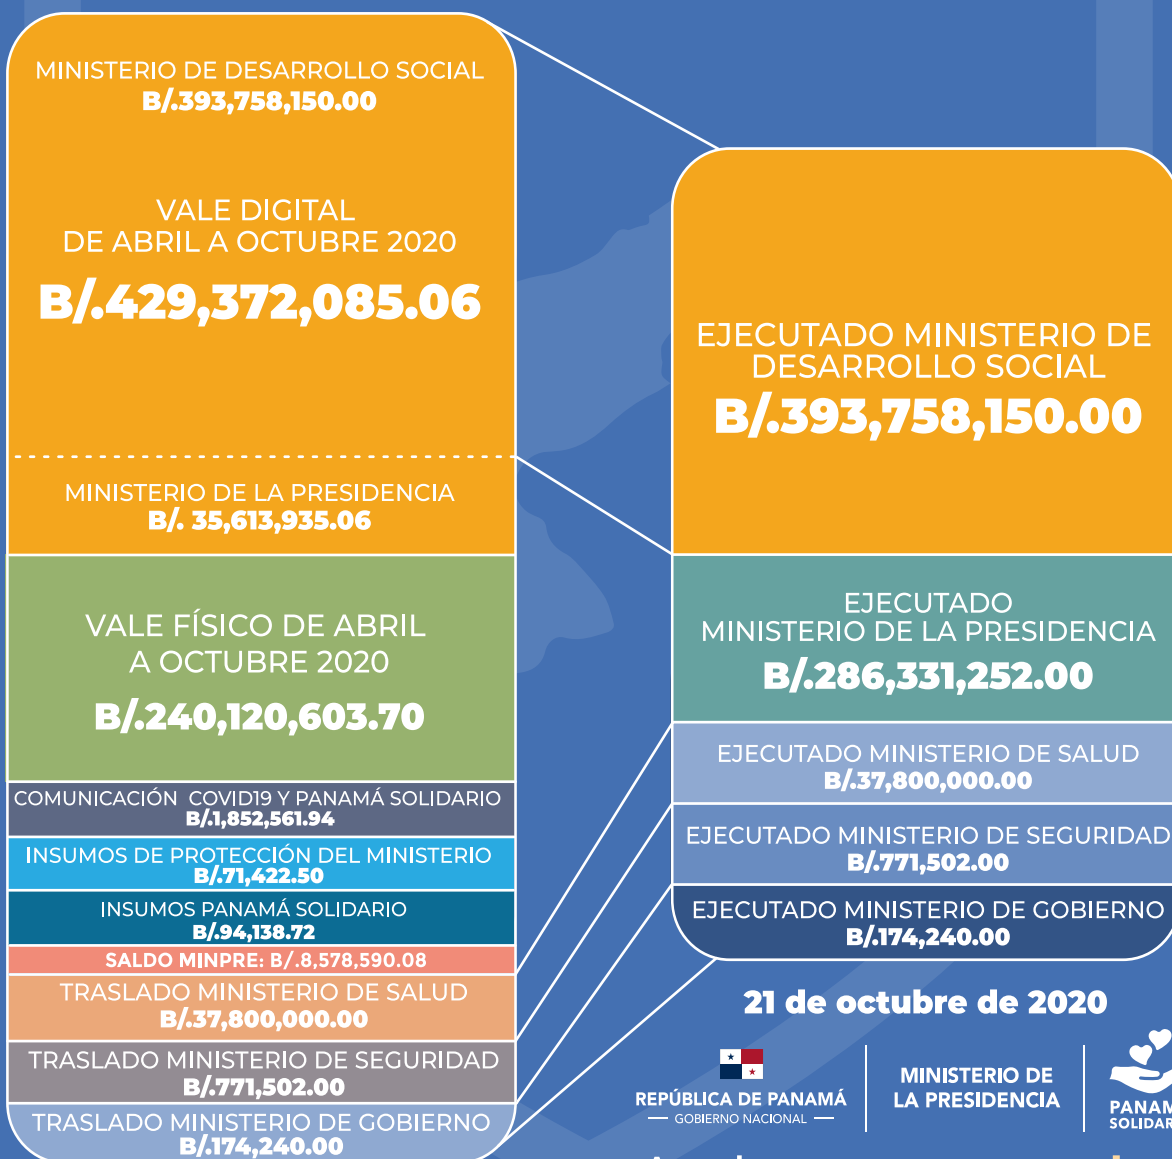 MINISTERIO DE DESARROLLO SOCIAL
B/.393,758,150.00
VALE DIGITAL
DE ABRIL A OCTUBRE 2020
B/.429,372,085.06
MINISTERIO DE LA PRESIDENCIA
B/. 35,613,935.06
VALE FÍSICO DE ABRIL
A OCTUBRE 2020
B/.240,120,603.70
COMUNICACIÓN COVID19 Y PANAMÁ SOLIDARIO
B/.1,852,561.94
INSUMOS DE PROTECCIÓN DEL MINISTERIO
B/.71,422.50
INSUMOS PANAMÁ SOLIDARIO
B/.94,138.72
SALDO MINPRE: B/.8,578,590.08
TRASLADO MINISTERIO DE SALUD
B/.37,800,000.00
TRASLADO MINISTERIO DE SEGURIDAD
B/.771,502.00
TRASLADO MINISTERIO DE GOBIERNO
B/.174,240.00
EJECUTADO MINISTERIO DE
DESARROLLO SOCIAL
B/.393,758,150.00
EJECUTADO
MINISTERIO DE LA PRESIDENCIA
B/.286,331,252.00
EJECUTADO MINISTERIO DE SALUD
B/.37,800,000.00
EJECUTADO MINISTERIO DE SEGURIDAD
B/.771,502.00
EJECUTADO MINISTERIO DE GOBIERNO
B/.174,240.00
21 de octubre de 2020
REPÚBLICA DE PANAMÁ
GOBIERNO NACIONAL
MINISTERIO DE
LA PRESIDENCIA
PANAM
SOLIDAR